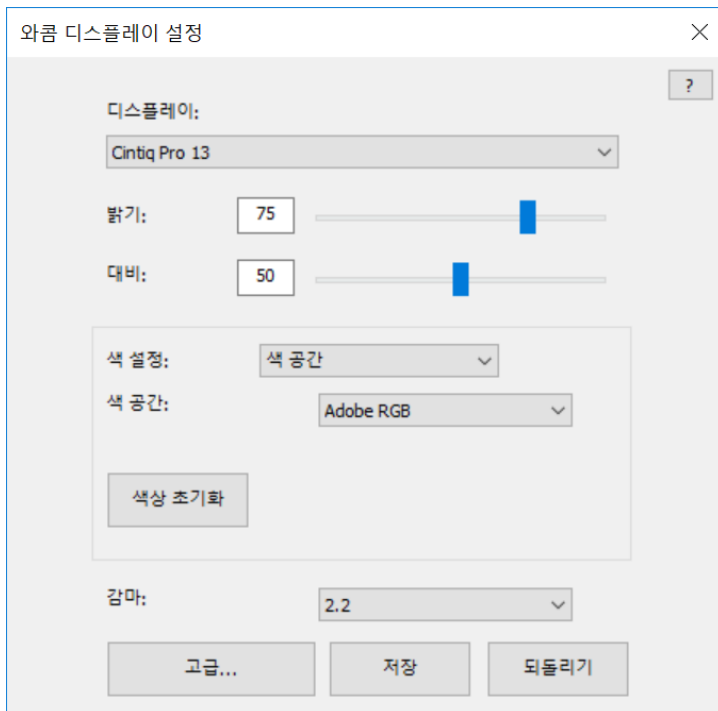 와콤 디스플레이 설정
?
디스플레이:
Cintiq Pro 13
밝기: 75
대비: 50
색 설정: 색 공간
색 공간: Adobe RGB
색상 초기화
감마: 2.2
고급... 저장 되돌리기